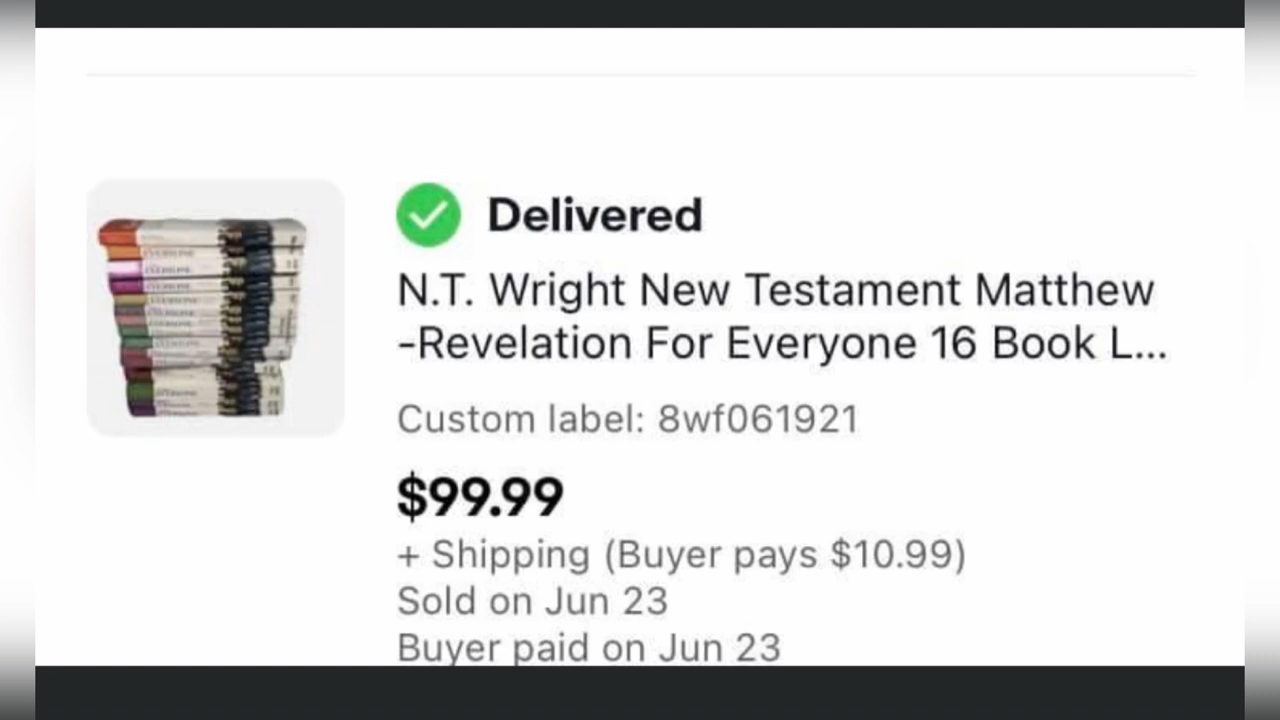 Delivered
N.T. Wright New Testament Matthew
-Revelation For Everyone 16 Book L...
Custom label: 8wf061921
$99.99
+ Shipping (Buyer pays $10.99)
Sold on Jun 23
Buyer paid on Jun 23